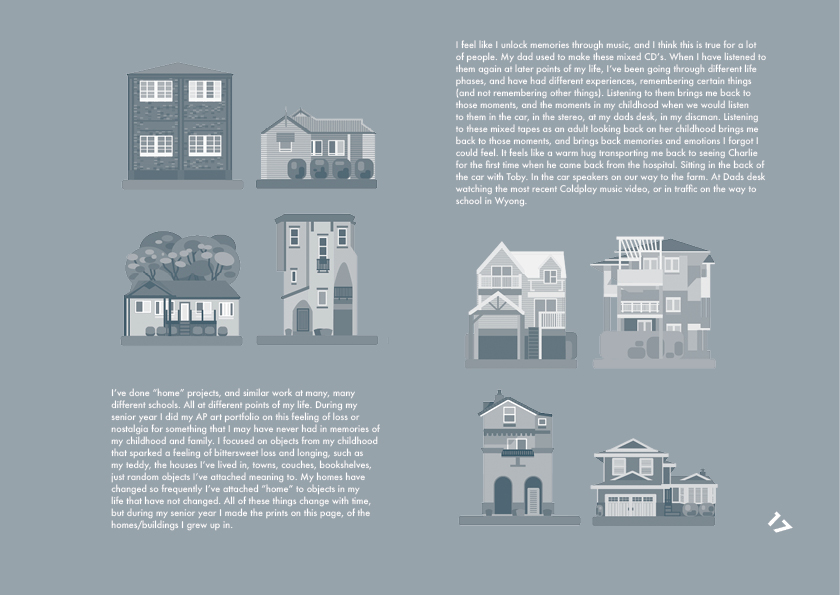 I've done "home" projects, and similar work at many, many
different schools. All at different points of my life. During my
senior year I did my AP art portfolio on this feeling of loss or
nostalgia for something that I may have never had in memories of
my childhood and family. I focused on objects from my childhood
that sparked a feeling of bittersweet loss and longing, such as
my teddy, the houses I've lived in, towns, couches, bookshelves,
just random objects I've attached meaning to. My homes have
changed so frequently I've attached "home" to objects in my
life that have not changed. All of these things change with time,
but during my senior year I made the prints on this page, of the
homes/buildings I grew up in.
I feel like I unlock memories through music, and I think this is true for a lot
of people. My dad used to make these mixed CD's. When I have listened to
them again at later points of my life, I've been going through different life
phases, and have had different experiences, remembering certain things
(and not remembering other things). Listening to them brings me back to
those moments, and the moments in my childhood when we would listen
to them in the car, in the stereo, at my dads desk, in my discman. Listening
to these mixed tapes as an adult looking back on her childhood brings me
back to those moments, and brings back memories and emotions I forgot I
could feel. It feels like a warm hug transporting me back to seeing Charlie
for the first time when he came back from the hospital. Sitting in the back of
the car with Toby. In the car speakers on our way to the farm. At Dads desk
watching the most recent Coldplay music video, or in traffic on the way to
school in Wyong.
17